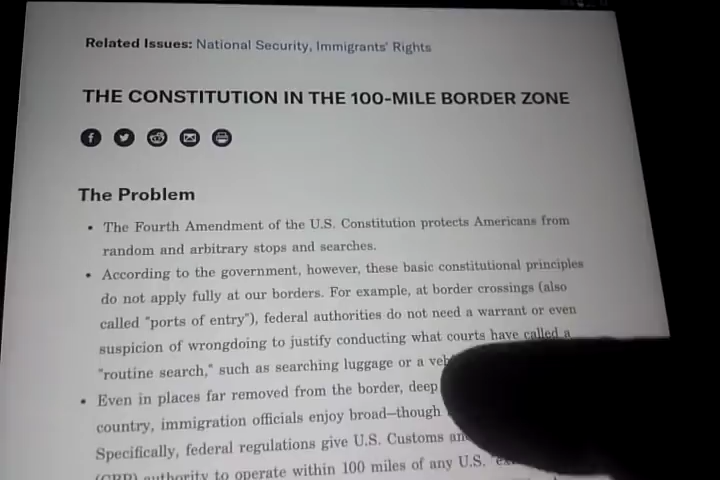 Related Issues: National Security, Immigrants' Rights
THE CONSTITUTION IN THE 100-MILE BORDER ZONE
The Problem
• The Fourth Amendment of the U.S. Constitution protects Americans from
random and arbitrary stops and searches.
• According to the government, however, these basic constitutional principles
do not apply fully at our borders. For example, at border crossings (also
called "ports of entry"), federal authorities do not need a warrant or even
suspicion of wrongdoing to justify conducting what courts have called a
"routine search," such as searching luggage or a
• Even in places far removed from the border, deep
country, immigration officials enjoy broad—though
Specifically, federal regulations give U.S. Customs
(CBP) authority to operate within 100 miles of any U.S.